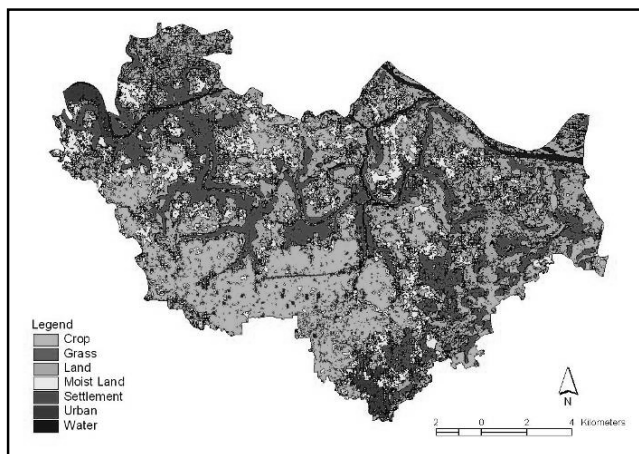 Legend
Crop
Grass
Land
Moist Land
Settlement
Urban
Water
N
2 0 2 4 Kilometers